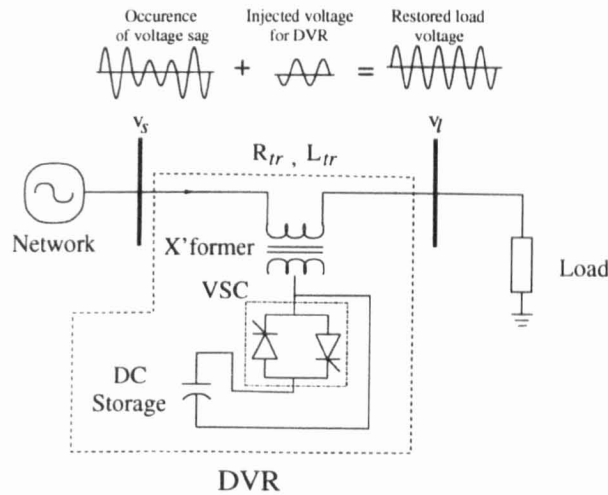 Occurence
of voltage sag
Injected voltage
for DVR
Restored load
voltage
+
=
v_s
v_l
R_tr , L_tr
Network
X'former
VSC
Load
DC
Storage
DVR